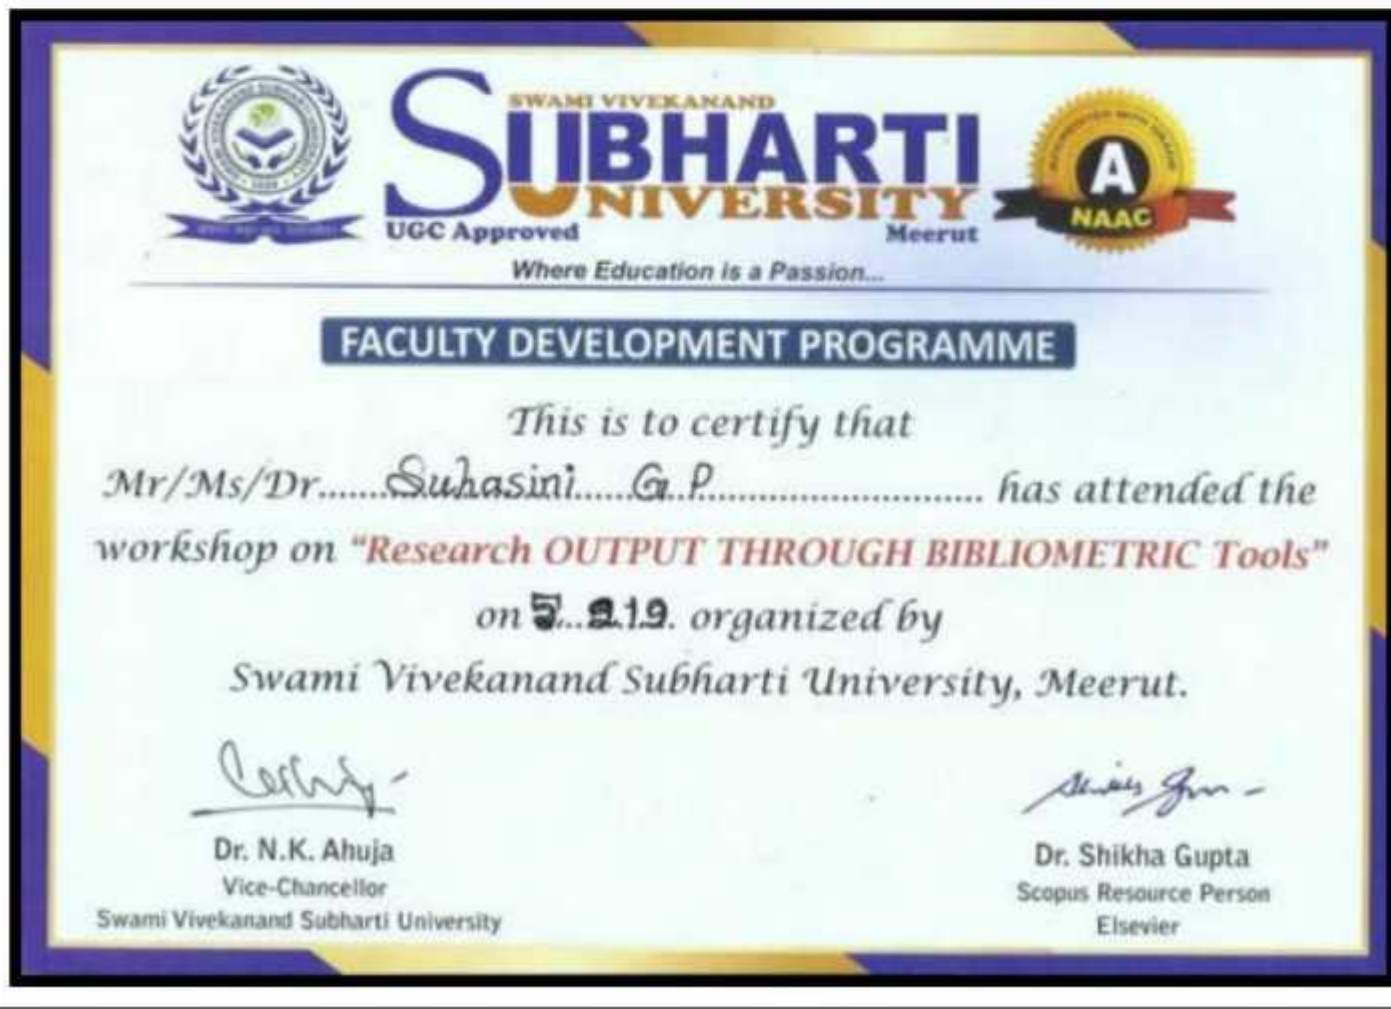 SWAMI VIVEKANAND
SUBHARTI
UNIVERSITY
UGC Approved Meerut
Where Education is a Passion...
A
NAAC
FACULTY DEVELOPMENT PROGRAMME
This is to certify that
Mr/Ms/Dr......Suhasini.....G.P............................ has attended the
workshop on "Research OUTPUT THROUGH BIBLIOMETRIC Tools"
on organized by
Swami Vivekanand Subharti University, Meerut.
Dr. N.K. Ahuja
Vice-Chancellor
Swami Vivekanand Subharti University
Dr. Shikha Gupta
Scopus Resource Person
Elsevier